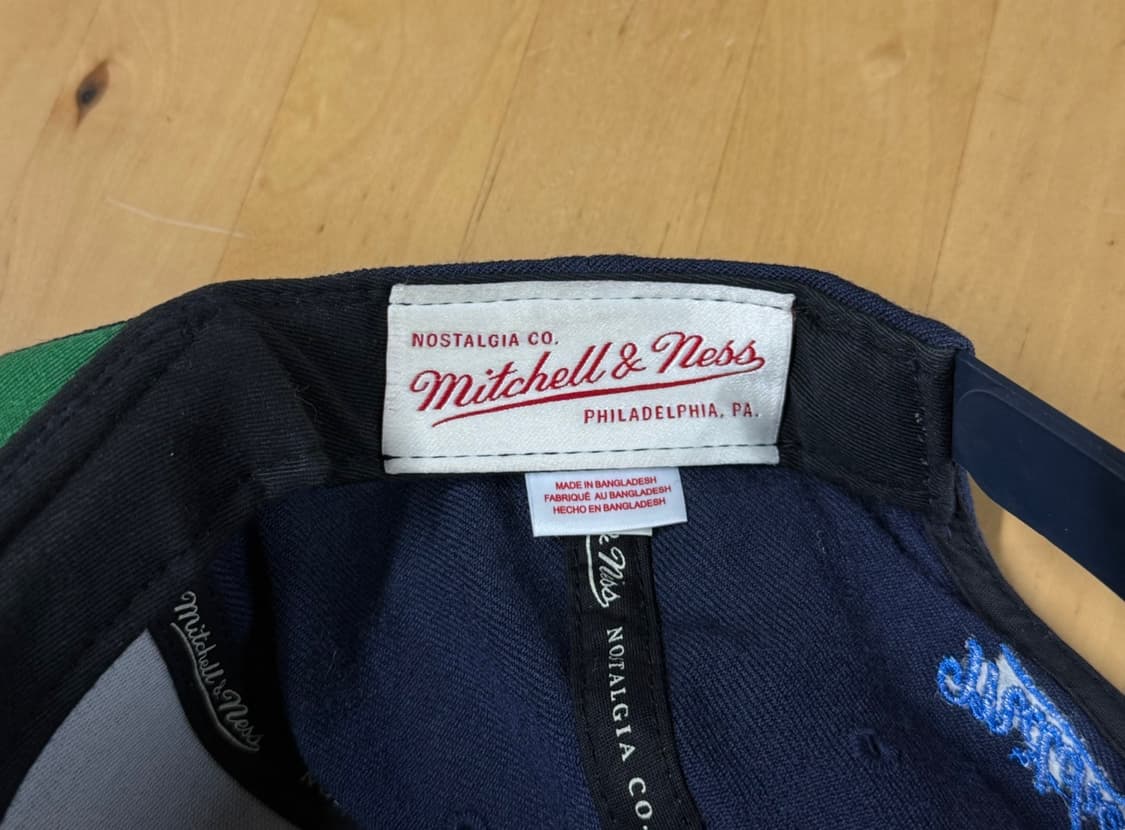 NOSTALGIA CO.
Mitchell & Ness
PHILADELPHIA, PA.
MADE IN BANGLADESH
FABRIQUÉ AU BANGLADESH
HECHO EN BANGLADESH
& Ness
NOTALGIA CO.
Mitchell & Ness